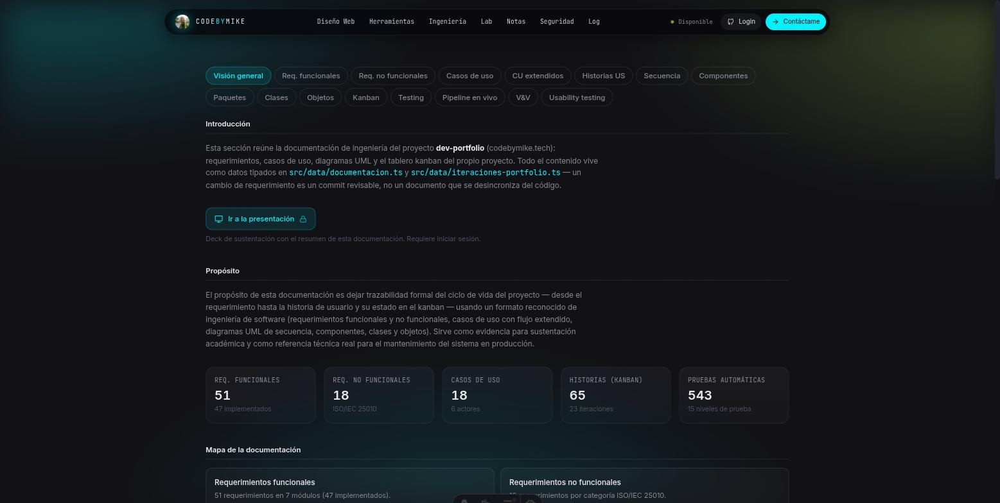 CODEBYMIKE
Diseño Web
Herramientas
Ingeniería
Lab
Notas
Seguridad
Log
Disponible
Login
Contáctame
Visión general
Req. funcionales
Req. no funcionales
Casos de uso
CU extendidos
Historias US
Secuencia
Componentes
Paquetes
Clases
Objetos
Kanban
Testing
Pipeline en vivo
V&V
Usability testing
Introducción
Esta sección reúne la documentación de ingeniería del proyecto dev-portfolio (codebymike.tech):
requerimientos, casos de uso, diagramas UML y el tablero kanban del propio proyecto. Todo el contenido vive
como datos tipados en src/data/documentacion.ts y src/data/iteraciones-portfolio.ts — un
cambio de requerimiento es un commit revisable, no un documento que se desincroniza del código.
Ir a la presentación
Deck de sustentación con el resumen de esta documentación. Requiere iniciar sesión.
Propósito
El propósito de esta documentación es dejar trazabilidad formal del ciclo de vida del proyecto — desde el
requerimiento hasta la historia de usuario y su estado en el kanban — usando un formato reconocido de
ingeniería de software (requerimientos funcionales y no funcionales, casos de uso con flujo extendido,
diagramas UML de secuencia, componentes, clases y objetos). Sirve como evidencia para sustentación
académica y como referencia técnica real para el mantenimiento del sistema en producción.
REQ. FUNCIONALES
51
47 implementados
REQ. NO FUNCIONALES
18
ISO/IEC 25010
CASOS DE USO
18
6 actores
HISTORIAS (KANBAN)
65
23 iteraciones
PRUEBAS AUTOMÁTICAS
543
15 niveles de prueba
Mapa de la documentación
Requerimientos funcionales
51 requerimientos en 7 módulos (47 implementados).
Requerimientos no funcionales
por categoría ISO/IEC 25010.